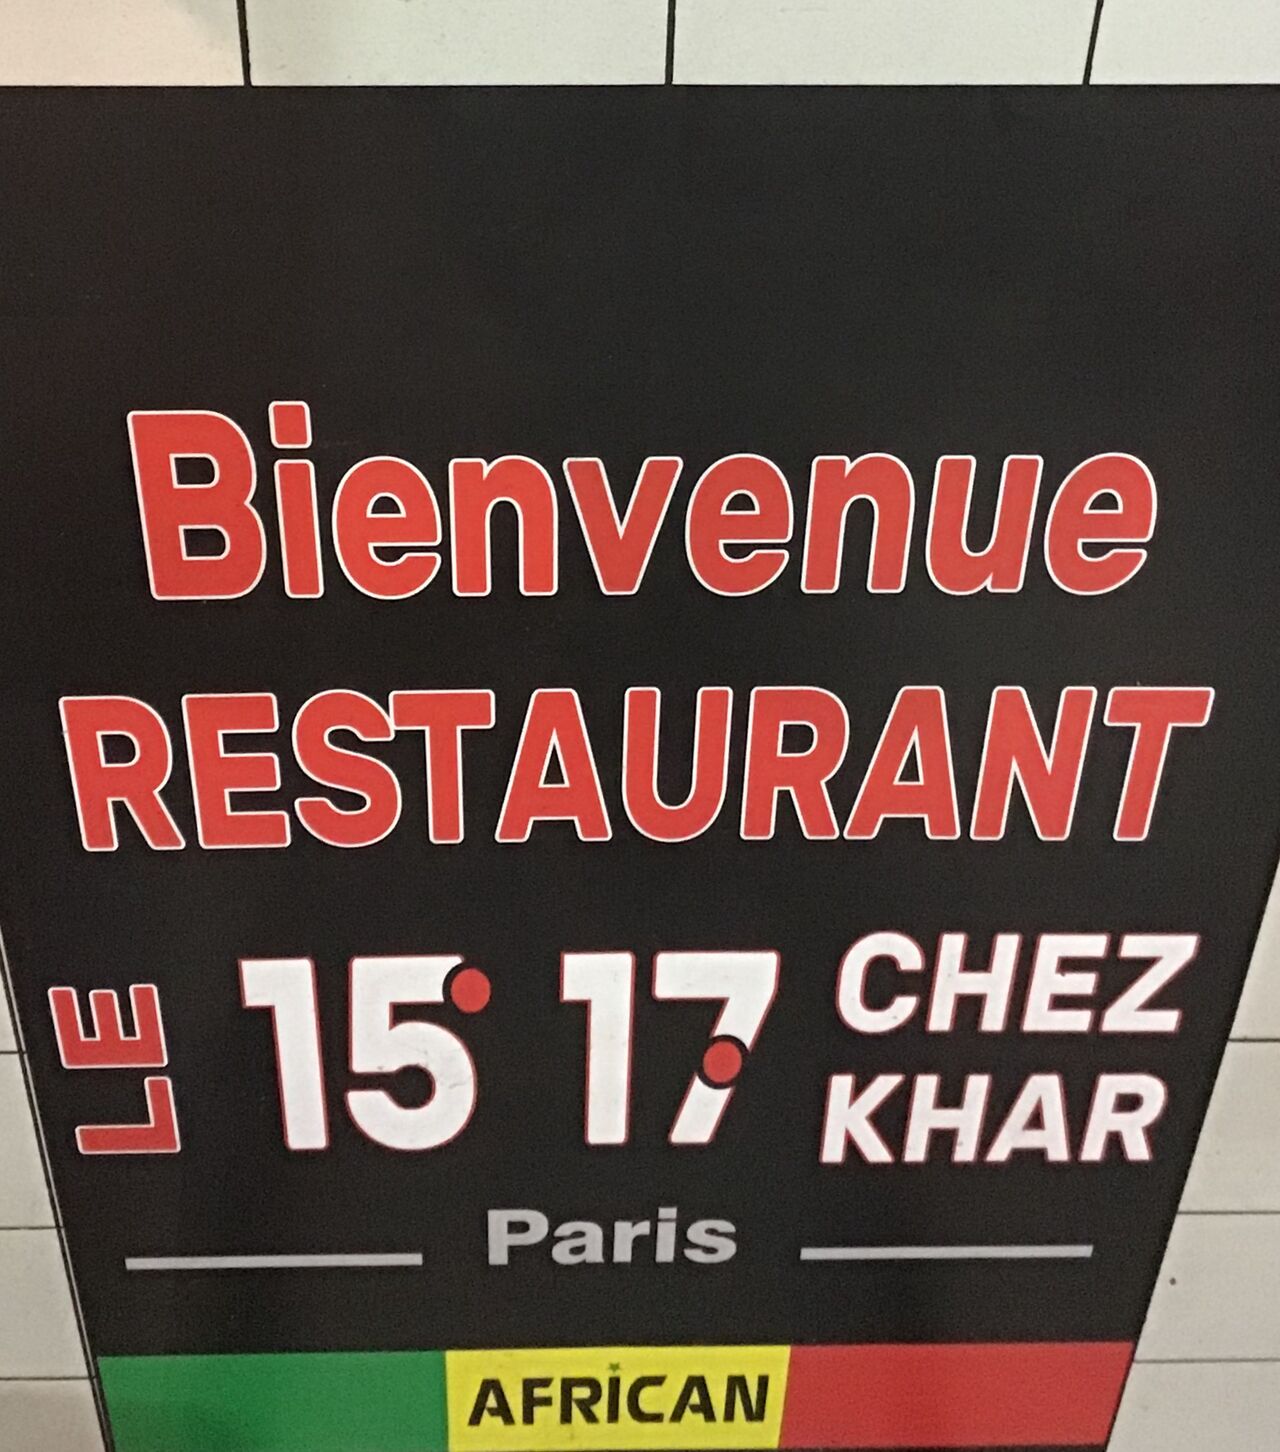 Bienvenue
RESTAURANT
LE 15 17 CHEZ
KHAR
Paris
AFRICAN